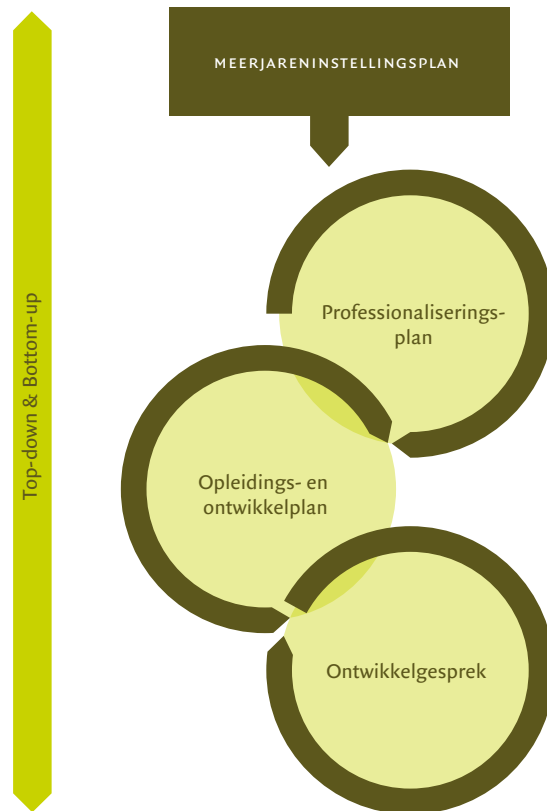 MEERJARENINSTELLINGSPLAN
Professionaliserings-
plan
Top-down & Bottom-up
Opleidings- en
ontwikkelplan
Ontwikkelgesprek